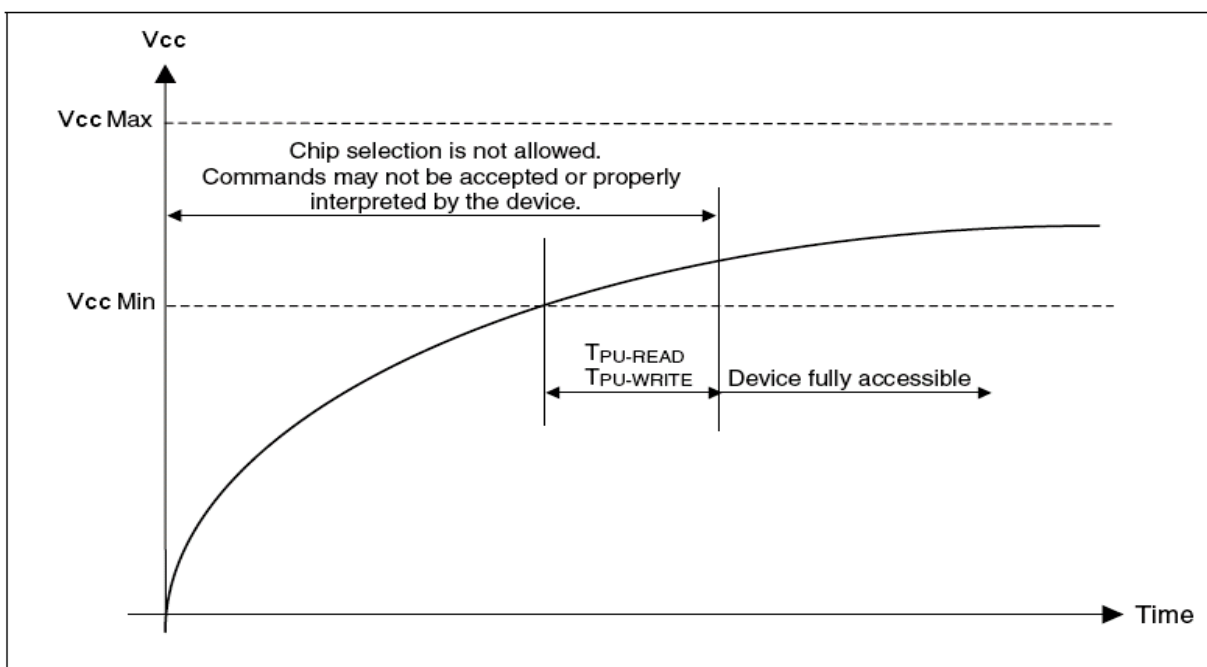 Vcc
Vcc Max
Chip selection is not allowed.
Commands may not be accepted or properly
interpreted by the device.
Vcc Min
TPU-READ
TPU-WRITE
Device fully accessible
Time